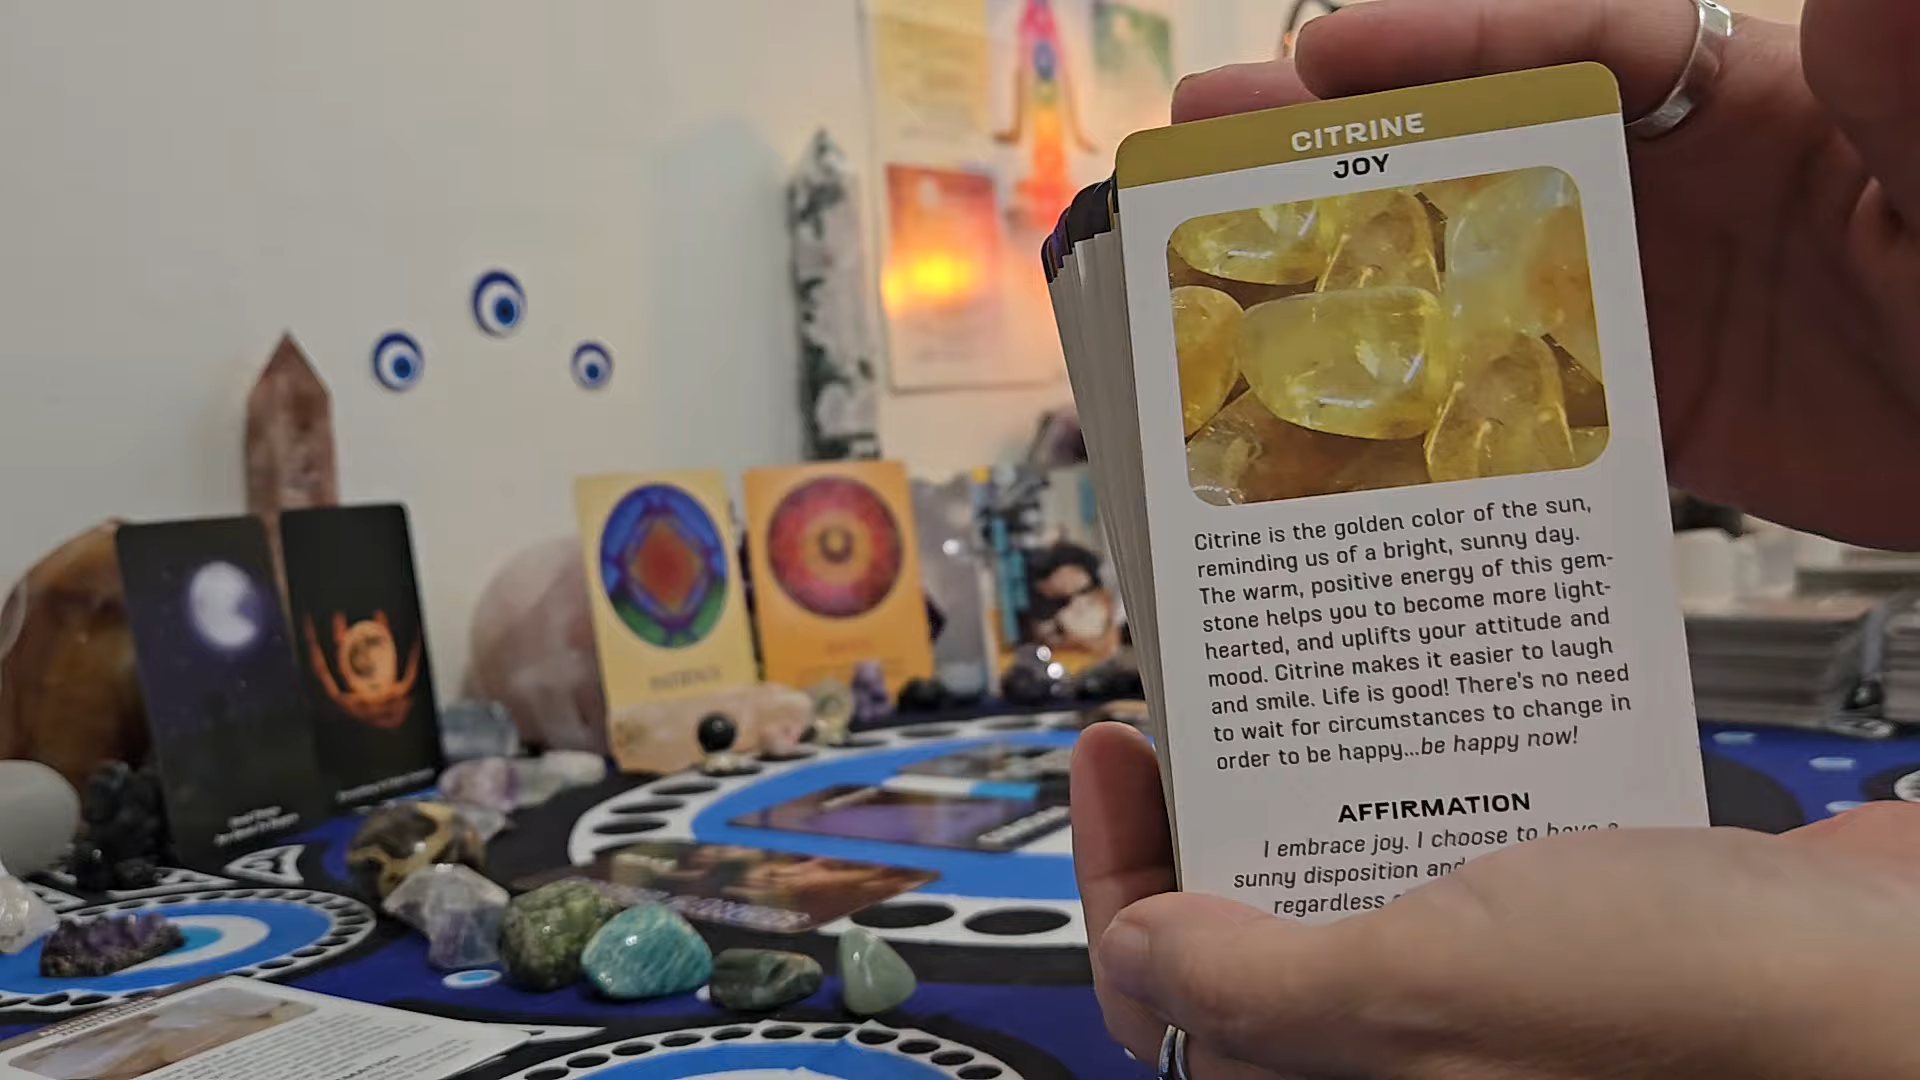 CITRINE
JOY
Citrine is the golden color of the sun,
reminding us of a bright, sunny day.
The warm, positive energy of this gem-
stone helps you to become more light-
hearted, and uplifts your attitude and
mood. Citrine makes it easier to laugh
and smile. Life is good! There's no need
to wait for circumstances to change in
order to be happy...be happy now!
AFFIRMATION
I embrace joy. I choose to have a
sunny disposition and
regardless
PATIENCE